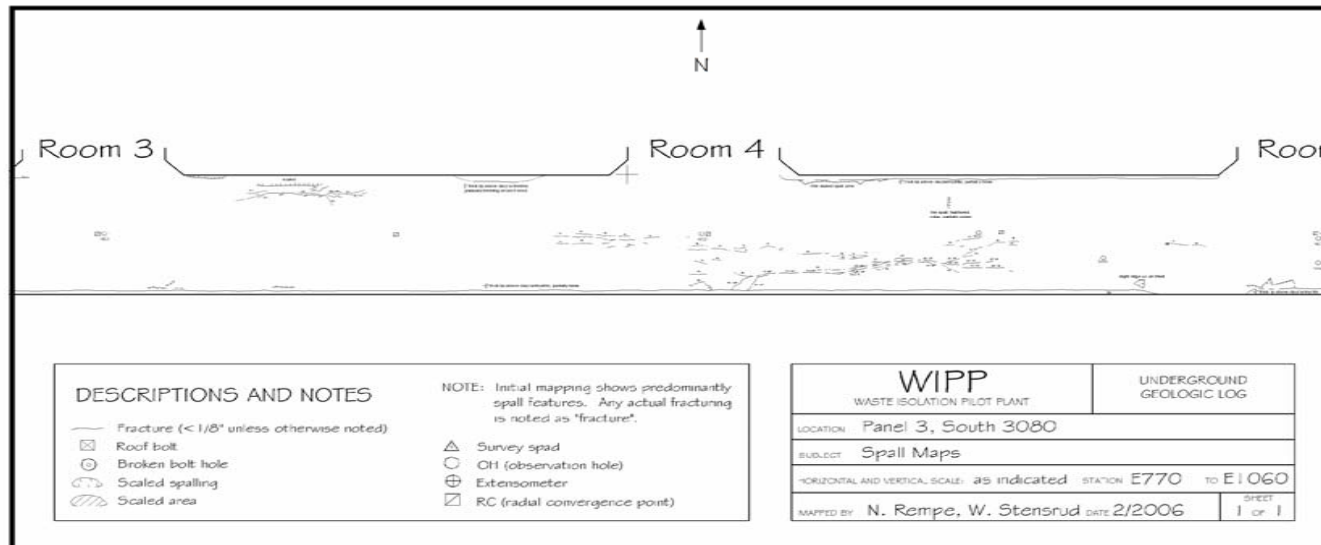 N
Room 3
Room 4
Roo
DESCRIPTIONS AND NOTES
Fracture (< 1/8" unless otherwise noted)
Roof bolt
Broken bolt hole
Scaled spalling
Scaled area
NOTE: Initial mapping shows predominantly
spall features. Any actual fracturing
is noted as "fracture".
Survey spad
OH (observation hole)
Extensometer
RC (radial convergence point)
WIPP
WASTE ISOLATION PILOT PLANT
UNDERGROUND
GEOLOGIC LOG
LOCATION Panel 3, South 3080
SUBJECT Spall Maps
HORIZONTAL AND VERTICAL SCALE: as indicated STATION E770 TO E1060
MAPPED BY N. Rempe, W. Stensrud DATE 2/2006
SHEET
1 OF 1